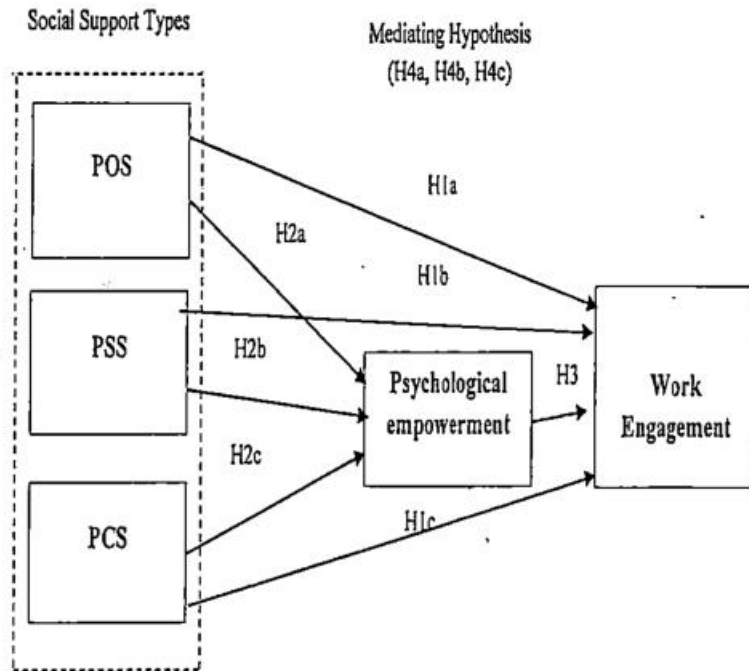 Social Support Types
Mediating Hypothesis
(H4a, H4b, H4c)
POS
H1a
H2a
H1b
PSS
H2b
Psychological
empowerment
H3
Work
Engagement
H2c
PCS
H1c